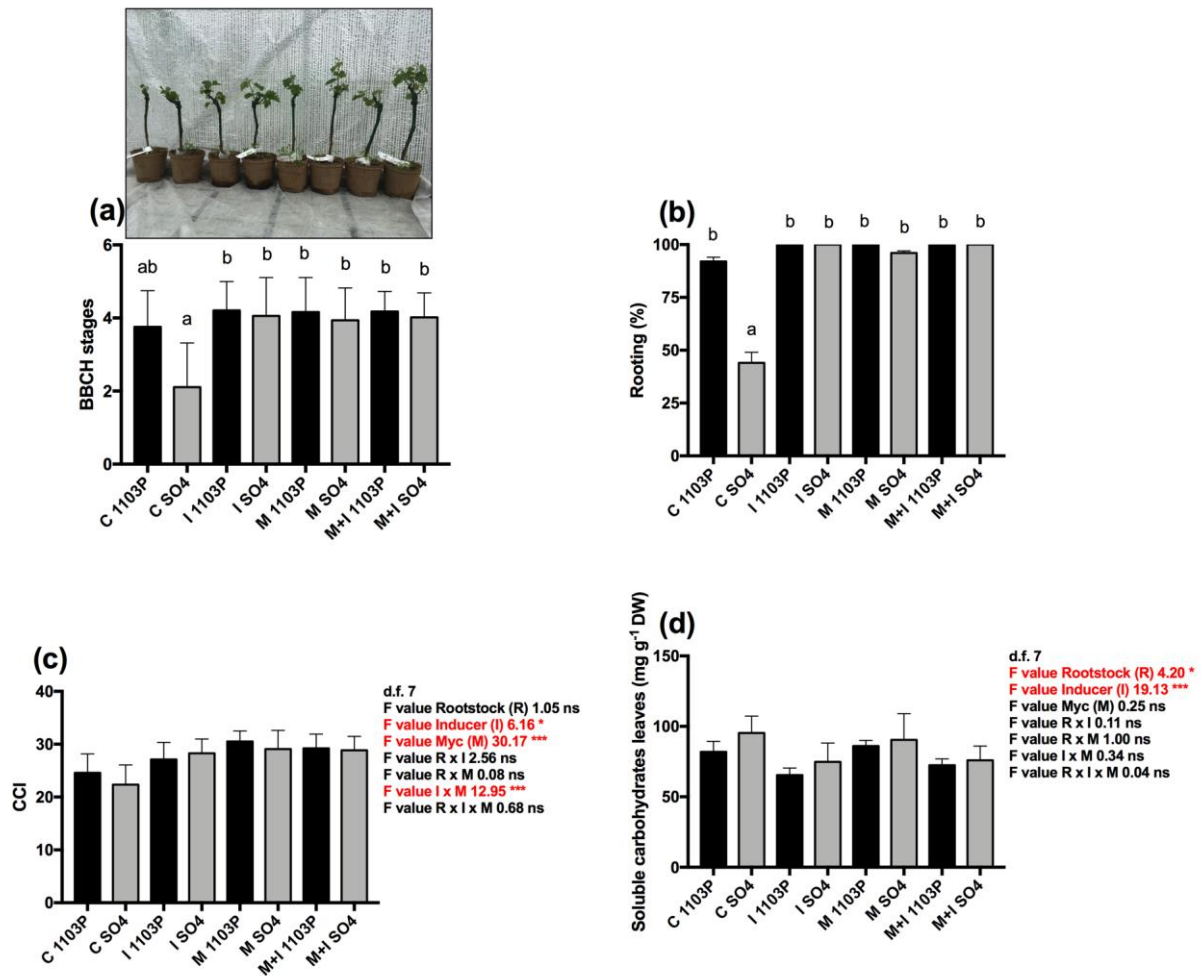 (a)
BBCH stages
6
4
2
0
ab
a
b
b
b
b
b
b
C 1103P
C SO4
I 1103P
I SO4
M 1103P
M SO4
M+I 1103P
M+I SO4
(b)
Rooting (%)
100
75
50
25
0
b
a
b
b
b
b
b
b
C 1103P
C SO4
I 1103P
I SO4
M 1103P
M SO4
M+I 1103P
M+I SO4
(c)
CCI
40
30
20
10
0
C 1103P
C SO4
I 1103P
I SO4
M 1103P
M SO4
M+I 1103P
M+I SO4
d.f. 7
F value Rootstock (R) 1.05 ns
F value Inducer (I) 6.16 *
F value Myc (M) 30.17 ***
F value R x I 2.56 ns
F value R x M 0.08 ns
F value I x M 12.95 ***
F value R x I x M 0.68 ns
(d)
Soluble carbohydrates leaves (mg g⁻¹ DW)
150
100
50
0
C 1103P
C SO4
I 1103P
I SO4
M 1103P
M SO4
M+I 1103P
M+I SO4
d.f. 7
F value Rootstock (R) 4.20 *
F value Inducer (I) 19.13 ***
F value Myc (M) 0.25 ns
F value R x I 0.11 ns
F value R x M 1.00 ns
F value I x M 0.34 ns
F value R x I x M 0.04 ns